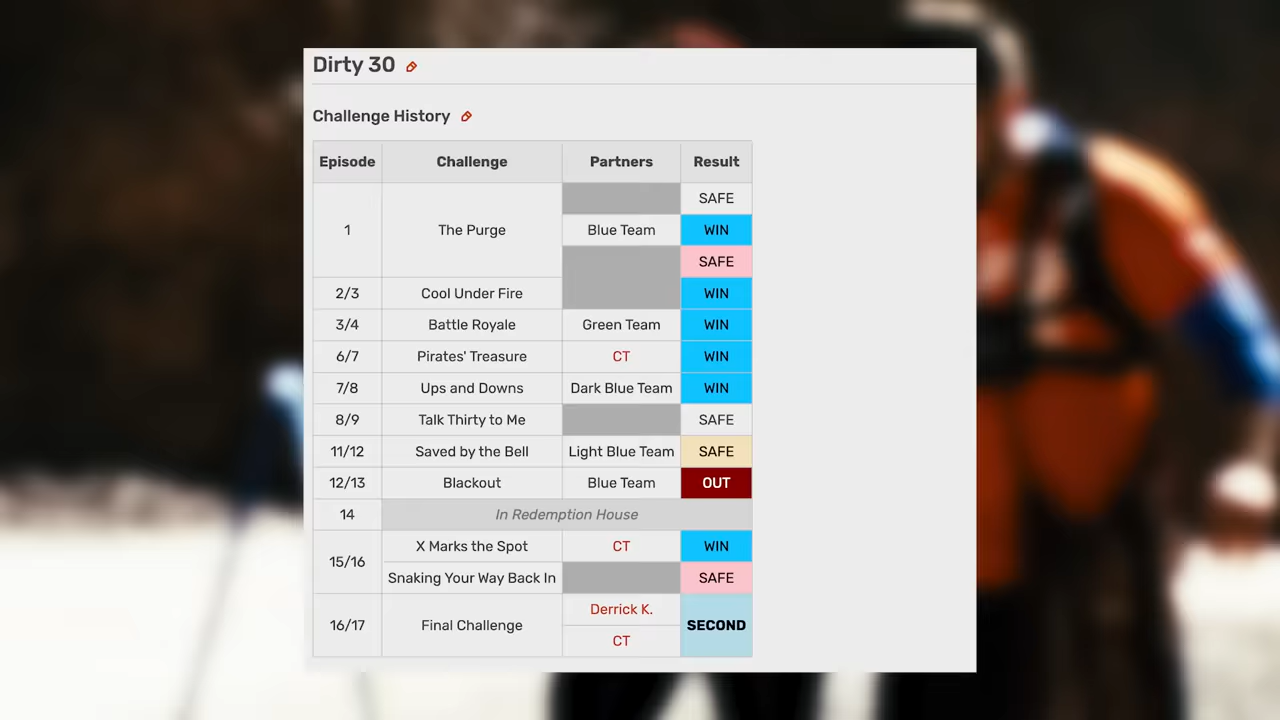 Dirty 30
Challenge History
Episode Challenge Partners Result
SAFE
1 The Purge Blue Team WIN
SAFE
2/3 Cool Under Fire WIN
3/4 Battle Royale Green Team WIN
6/7 Pirates' Treasure CT WIN
7/8 Ups and Downs Dark Blue Team WIN
8/9 Talk Thirty to Me SAFE
11/12 Saved by the Bell Light Blue Team SAFE
12/13 Blackout Blue Team OUT
14 In Redemption House
15/16 X Marks the Spot CT WIN
Snaking Your Way Back In SAFE
16/17 Final Challenge Derrick K. SECOND
CT